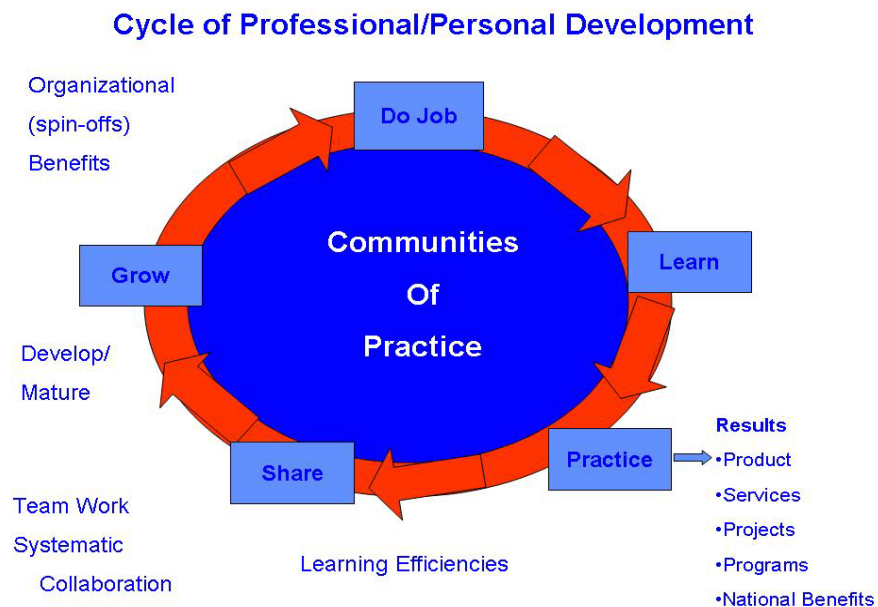 Cycle of Professional/Personal Development
Organizational
(spin-offs)
Benefits
Do Job
Communities
Of
Practice
Learn
Grow
Develop/
Mature
Share
Practice
Results
•Product
•Services
•Projects
•Programs
•National Benefits
Team Work
Systematic
Collaboration
Learning Efficiencies